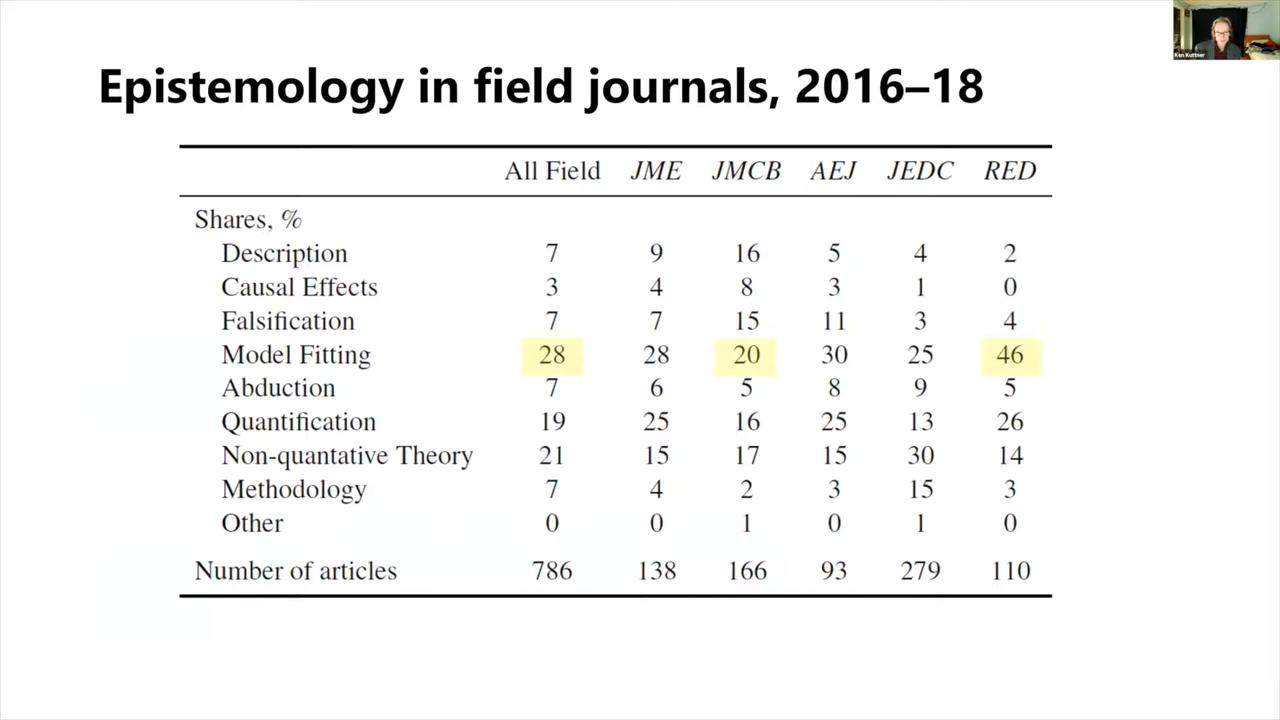 Ken Kuttner
Epistemology in field journals, 2016–18
All Field JME JMCB AEJ JEDC RED
Shares, %
Description 7 9 16 5 4 2
Causal Effects 3 4 8 3 1 0
Falsification 7 7 15 11 3 4
Model Fitting 28 28 20 30 25 46
Abduction 7 6 5 8 9 5
Quantification 19 25 16 25 13 26
Non-quantative Theory 21 15 17 15 30 14
Methodology 7 4 2 3 15 3
Other 0 0 1 0 1 0
Number of articles 786 138 166 93 279 110